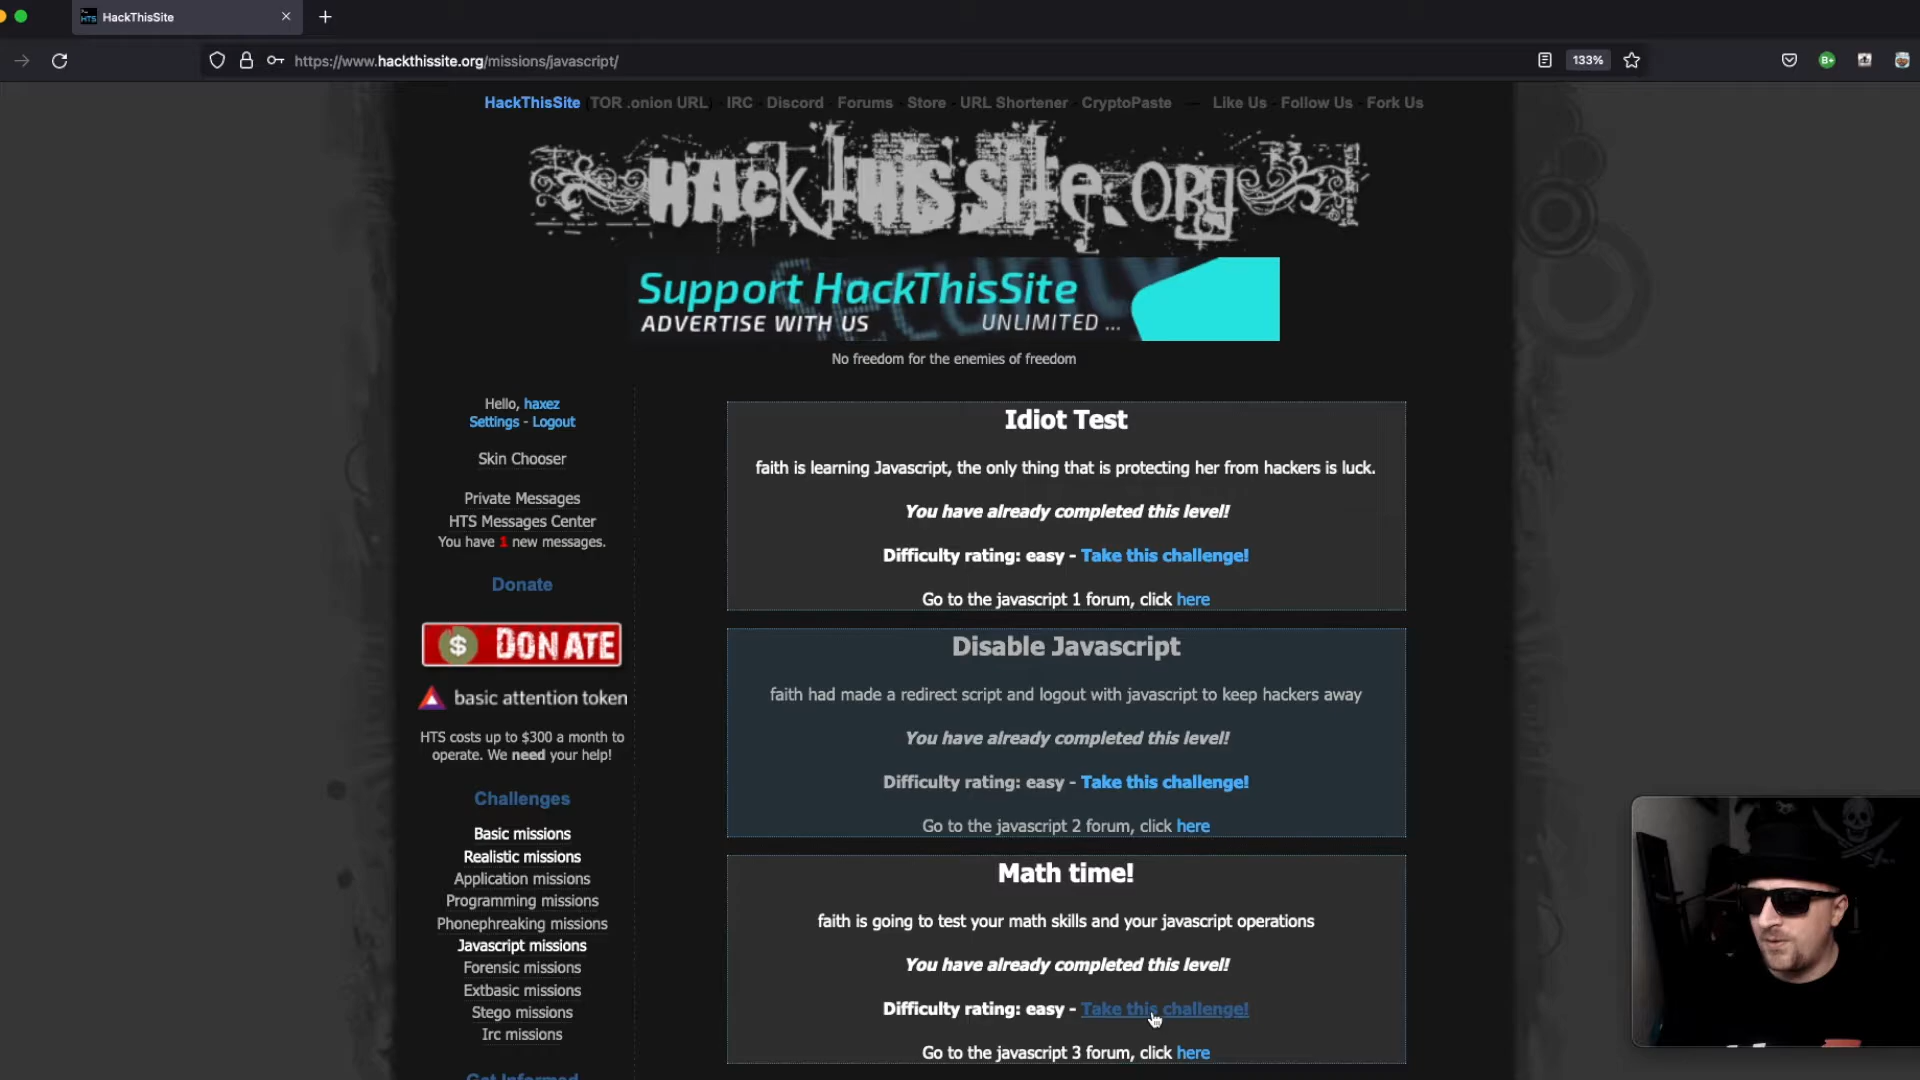 HackThisSite
https://www.hackthissite.org/missions/javascript/
133%
HackThisSite TOR .onion URL - IRC - Discord - Forums - Store - URL Shortener - CryptoPaste — Like Us - Follow Us - Fork Us
HackThisSite.ORG
Support HackThisSite
ADVERTISE WITH US UNLIMITED ...
No freedom for the enemies of freedom
Hello, haxez
Settings - Logout
Skin Chooser
Private Messages
HTS Messages Center
You have 1 new messages.
Donate
$ DONATE
basic attention token
HTS costs up to $300 a month to
operate. We need your help!
Challenges
Basic missions
Realistic missions
Application missions
Programming missions
Phonephreaking missions
Javascript missions
Forensic missions
Extbasic missions
Stego missions
Irc missions
Get Informed
Idiot Test
faith is learning Javascript, the only thing that is protecting her from hackers is luck.
You have already completed this level!
Difficulty rating: easy - Take this challenge!
Go to the javascript 1 forum, click here
Disable Javascript
faith had made a redirect script and logout with javascript to keep hackers away
You have already completed this level!
Difficulty rating: easy - Take this challenge!
Go to the javascript 2 forum, click here
Math time!
faith is going to test your math skills and your javascript operations
You have already completed this level!
Difficulty rating: easy - Take this challenge!
Go to the javascript 3 forum, click here